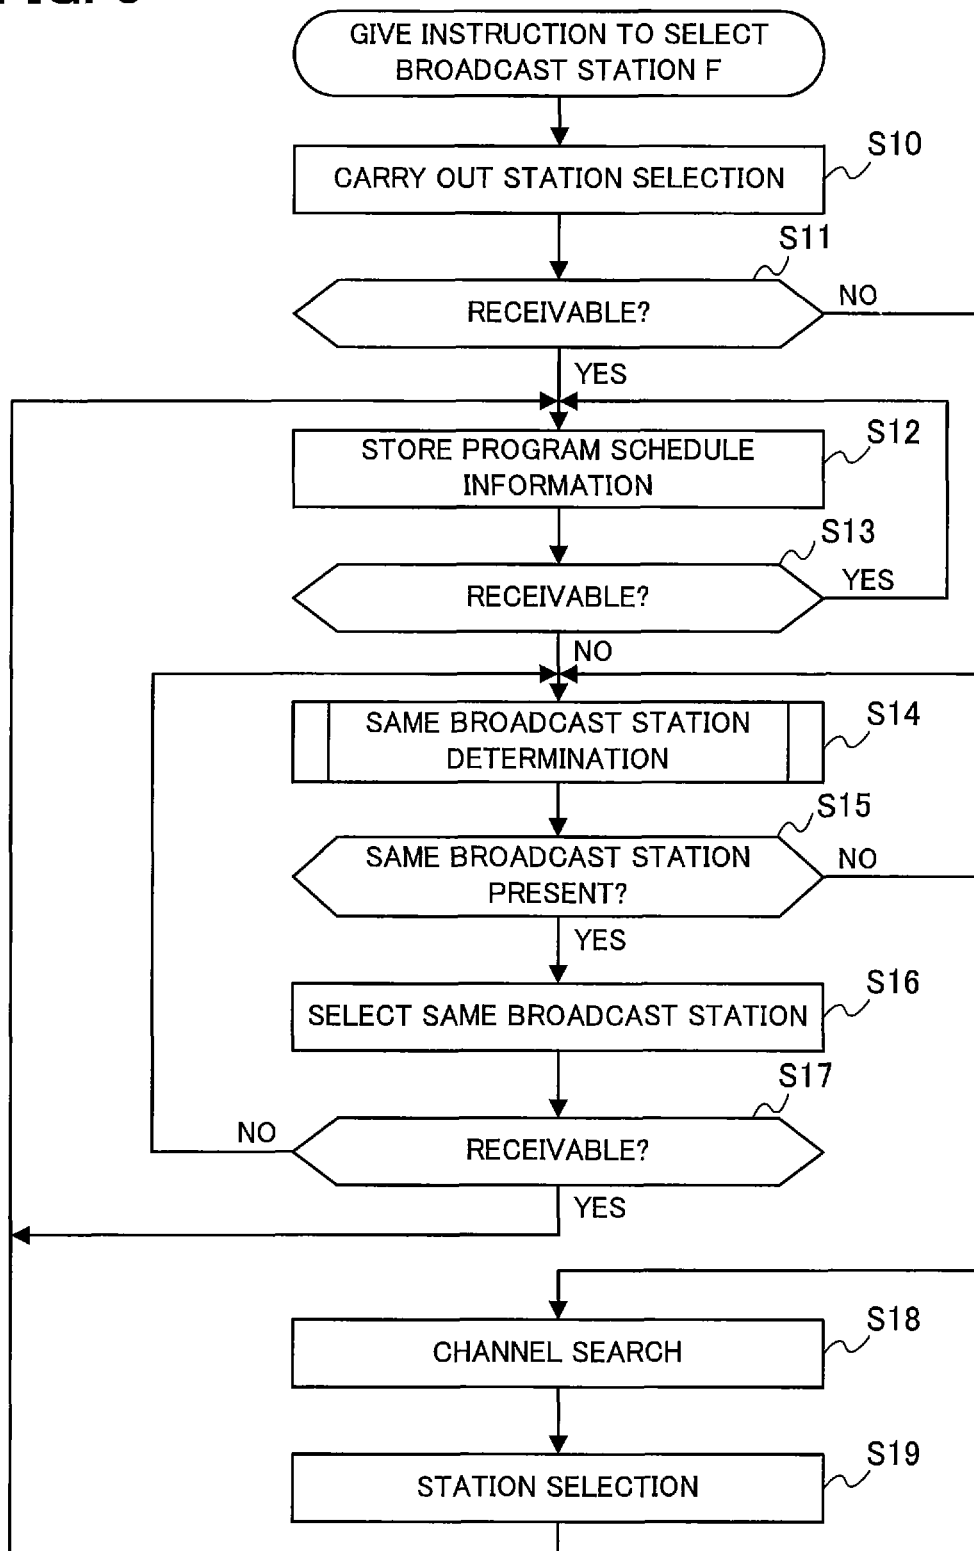 GIVE INSTRUCTION TO SELECT
BROADCAST STATION F
S10
CARRY OUT STATION SELECTION
S11
RECEIVABLE?
NO
YES
S12
STORE PROGRAM SCHEDULE
INFORMATION
S13
RECEIVABLE?
YES
NO
S14
SAME BROADCAST STATION
DETERMINATION
S15
SAME BROADCAST STATION
PRESENT?
NO
YES
S16
SELECT SAME BROADCAST STATION
S17
NO
RECEIVABLE?
YES
S18
CHANNEL SEARCH
S19
STATION SELECTION